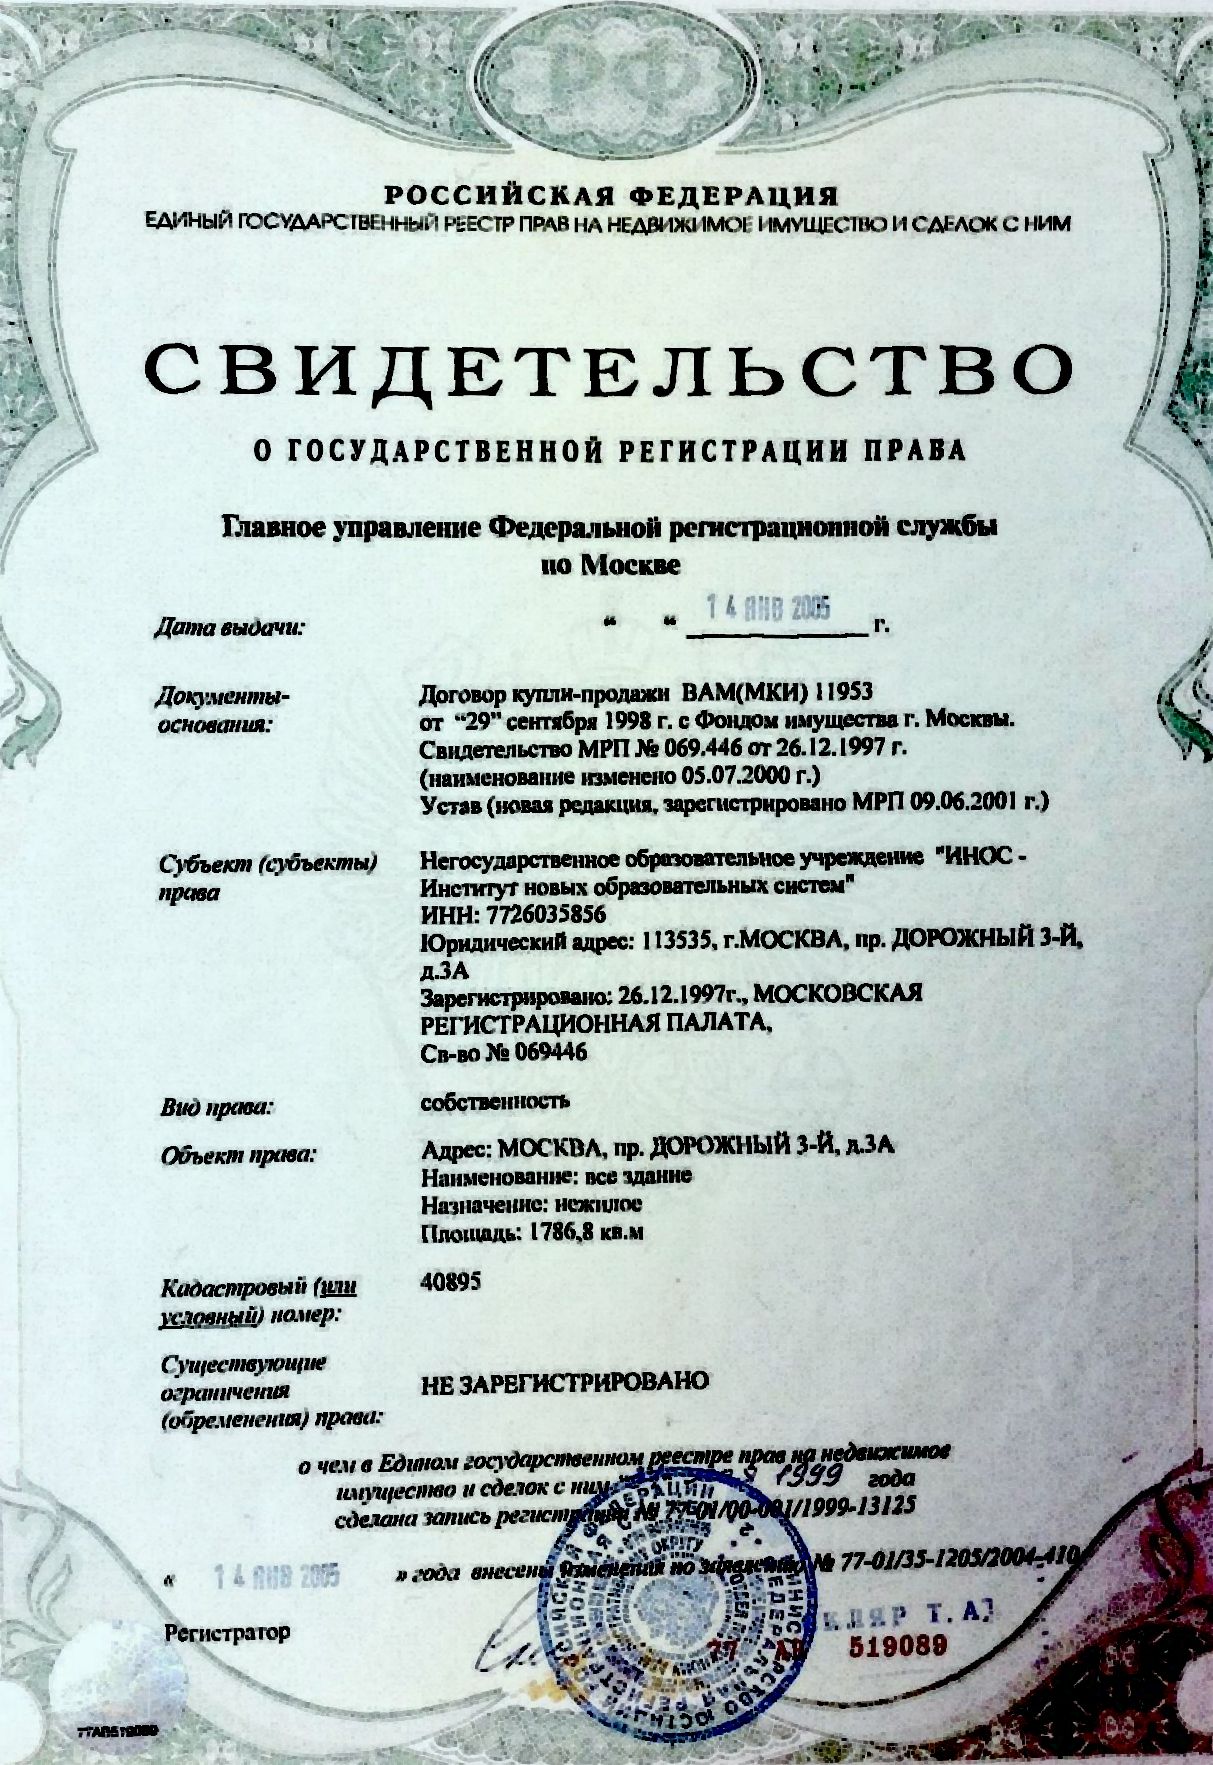 РФ
РОССИЙСКАЯ ФЕДЕРАЦИЯ
ЕДИНЫЙ ГОСУДАРСТВЕННЫЙ РЕЕСТР ПРАВ НА НЕДВИЖИМОЕ ИМУЩЕСТВО И СДЕЛОК С НИМ
СВИДЕТЕЛЬСТВО
О ГОСУДАРСТВЕННОЙ РЕГИСТРАЦИИ ПРАВА
Главное управление Федеральной регистрационной службы
по Москве
Дата выдачи: “ “ 14 ЯНВ 2005 г.
Документы- Договор купли-продажи ВАМ(МКИ) 11953
основания: от “29” сентября 1998 г. с Фондом имущества г. Москвы.
Свидетельство МРП № 069.446 от 26.12.1997 г.
(наименование изменено 05.07.2000 г.)
Устав (новая редакция, зарегистрировано МРП 09.06.2001 г.)
Субъект (субъекты) Негосударственное образовательное учреждение "ИНОС -
права Институт новых образовательных систем"
ИНН: 7726035856
Юридический адрес: 113535, г.МОСКВА, пр. ДОРОЖНЫЙ 3-Й,
д.3А
Зарегистрировано: 26.12.1997г., МОСКОВСКАЯ
РЕГИСТРАЦИОННАЯ ПАЛАТА,
Св-во № 069446
Вид права: собственность
Объект права: Адрес: МОСКВА, пр. ДОРОЖНЫЙ 3-Й, д.3А
Наименование: все здание
Назначение: нежилое
Площадь: 1786,8 кв.м
Кадастровый (или 40895
условный) номер:
Существующие
ограничения НЕ ЗАРЕГИСТРИРОВАНО
(обременения) права:
о чем в Едином государственном реестре прав на недвижимое
имущество и сделок с ним 1999 года
сделана запись регистрации № 77-01/00-001/1999-13125
« 14 ЯНВ 2005 » года внесены изменения по заявлению № 77-01/35-1205/2004-410
Регистратор Т. А.
77 АВ 519089
77АВ519089